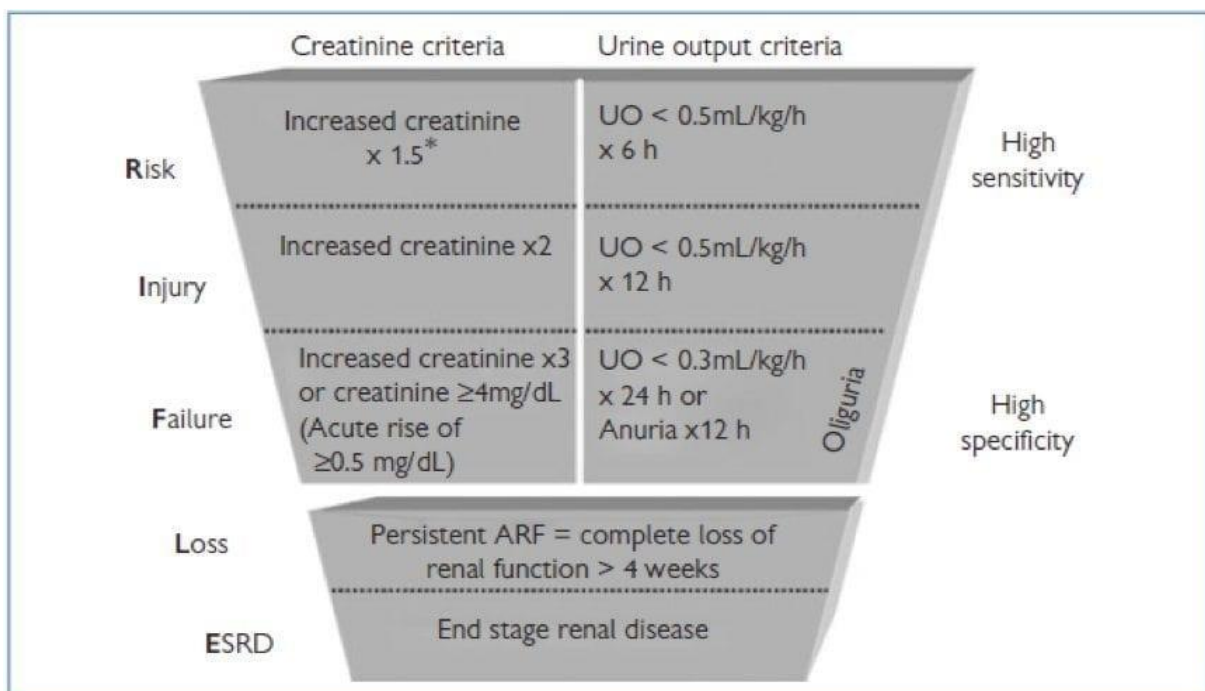 Creatinine criteria
Urine output criteria
Risk
Increased creatinine
x 1.5*
UO < 0.5mL/kg/h
x 6 h
High
sensitivity
Injury
Increased creatinine x2
UO < 0.5mL/kg/h
x 12 h
Failure
Increased creatinine x3
or creatinine ≥4mg/dL
(Acute rise of
≥0.5 mg/dL)
UO < 0.3mL/kg/h
x 24 h or
Anuria x12 h
Oliguria
High
specificity
Loss
Persistent ARF = complete loss of
renal function > 4 weeks
ESRD
End stage renal disease